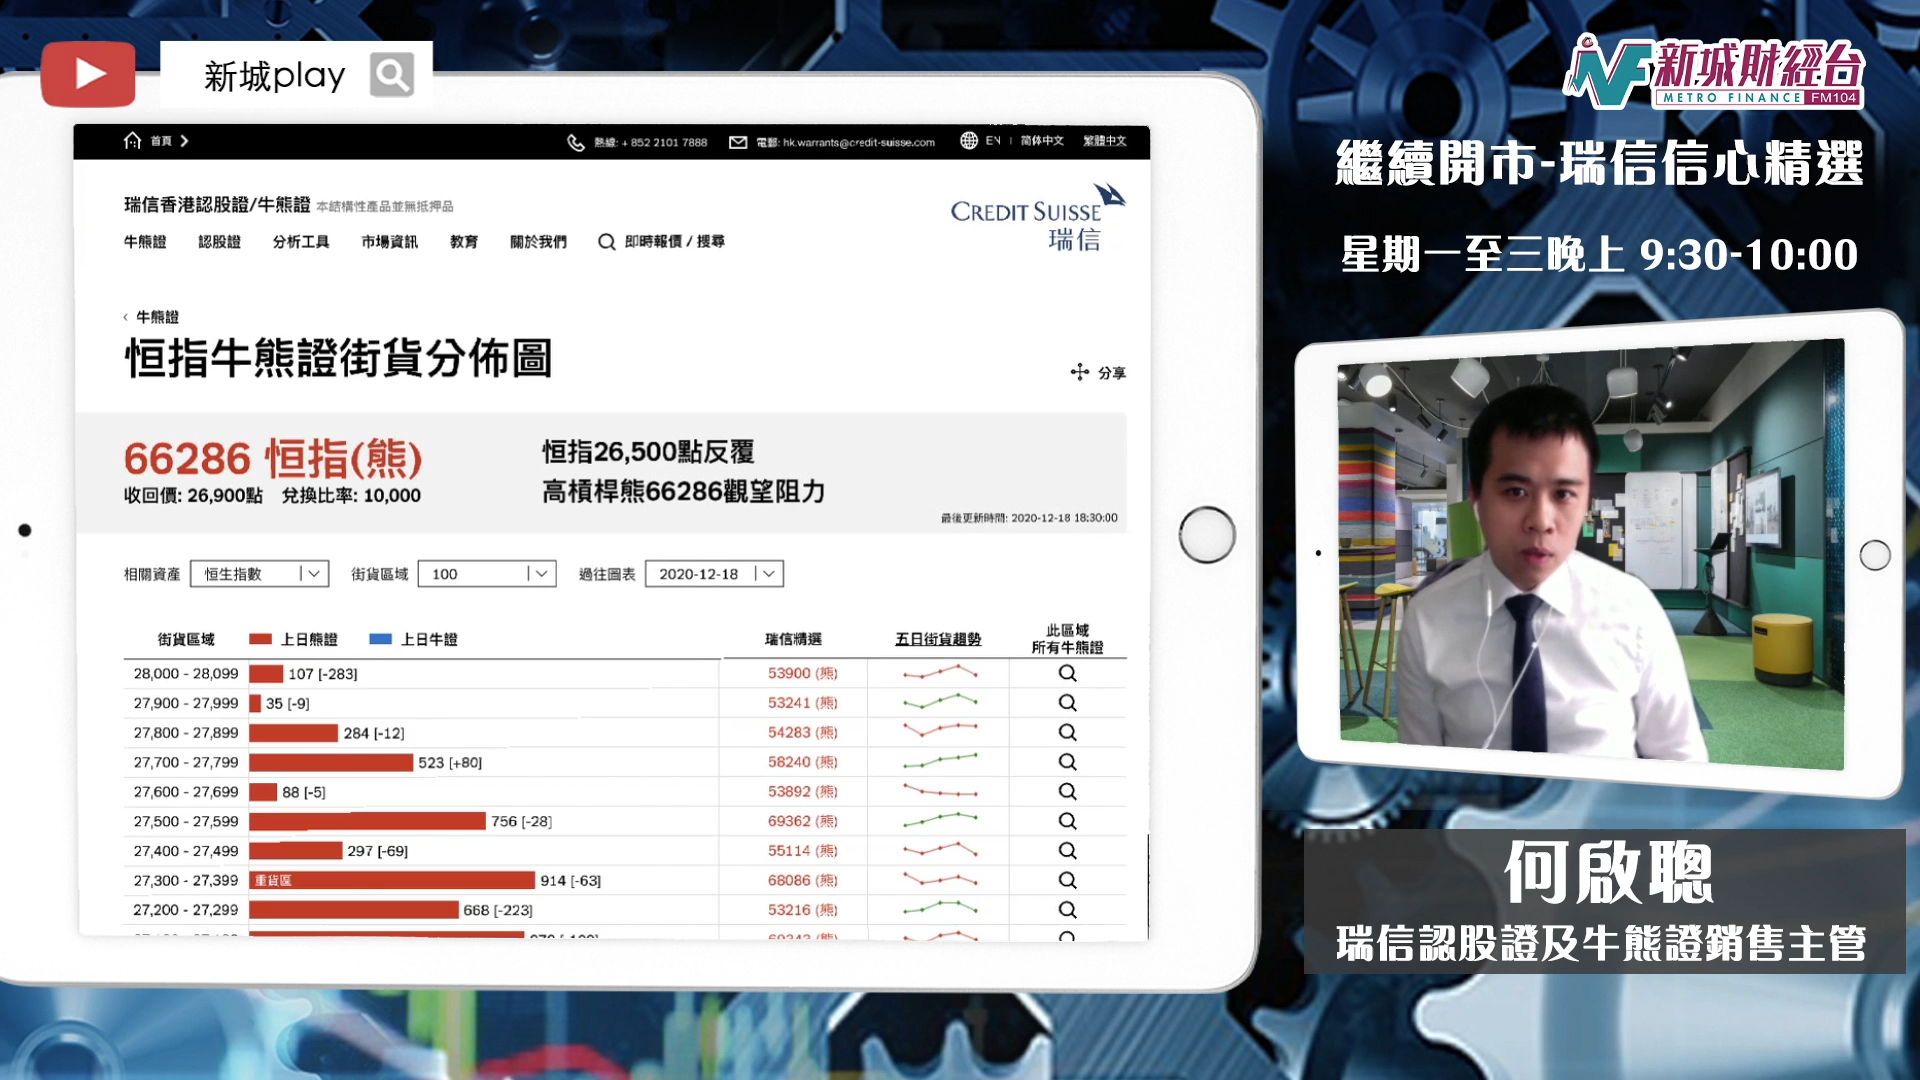 新城play
新城財經台
METRO FINANCE FM104
繼續開市-瑞信信心精選
星期一至三晚上 9:30-10:00
首頁
熱線: + 852 2101 7888
電郵: hk.warrants@credit-suisse.com
EN | 简体中文 繁體中文
瑞信香港認股證/牛熊證 本結構性產品並無抵押品
CREDIT SUISSE
瑞信
牛熊證 認股證 分析工具 市場資訊 教育 關於我們 即時報價 / 搜尋
‹ 牛熊證
恒指牛熊證街貨分佈圖
分享
66286 恒指(熊)
收回價: 26,900點 兌換比率: 10,000
恒指26,500點反覆
高槓桿熊66286觀望阻力
最後更新時間: 2020-12-18 18:30:00
相關資產 恒生指數 街貨區域 100 過往圖表 2020-12-18
街貨區域 上日熊證 上日牛證 瑞信精選 五日街貨趨勢 此區域
所有牛熊證
28,000 - 28,099 107 [-283] 53900 (熊)
27,900 - 27,999 35 [-9] 53241 (熊)
27,800 - 27,899 284 [-12] 54283 (熊)
27,700 - 27,799 523 [+80] 58240 (熊)
27,600 - 27,699 88 [-5] 53892 (熊)
27,500 - 27,599 756 [-28] 69362 (熊)
27,400 - 27,499 297 [-69] 55114 (熊)
27,300 - 27,399 重貨區 914 [-63] 68086 (熊)
27,200 - 27,299 668 [-223] 53216 (熊)
何啟聰
瑞信認股證及牛熊證銷售主管